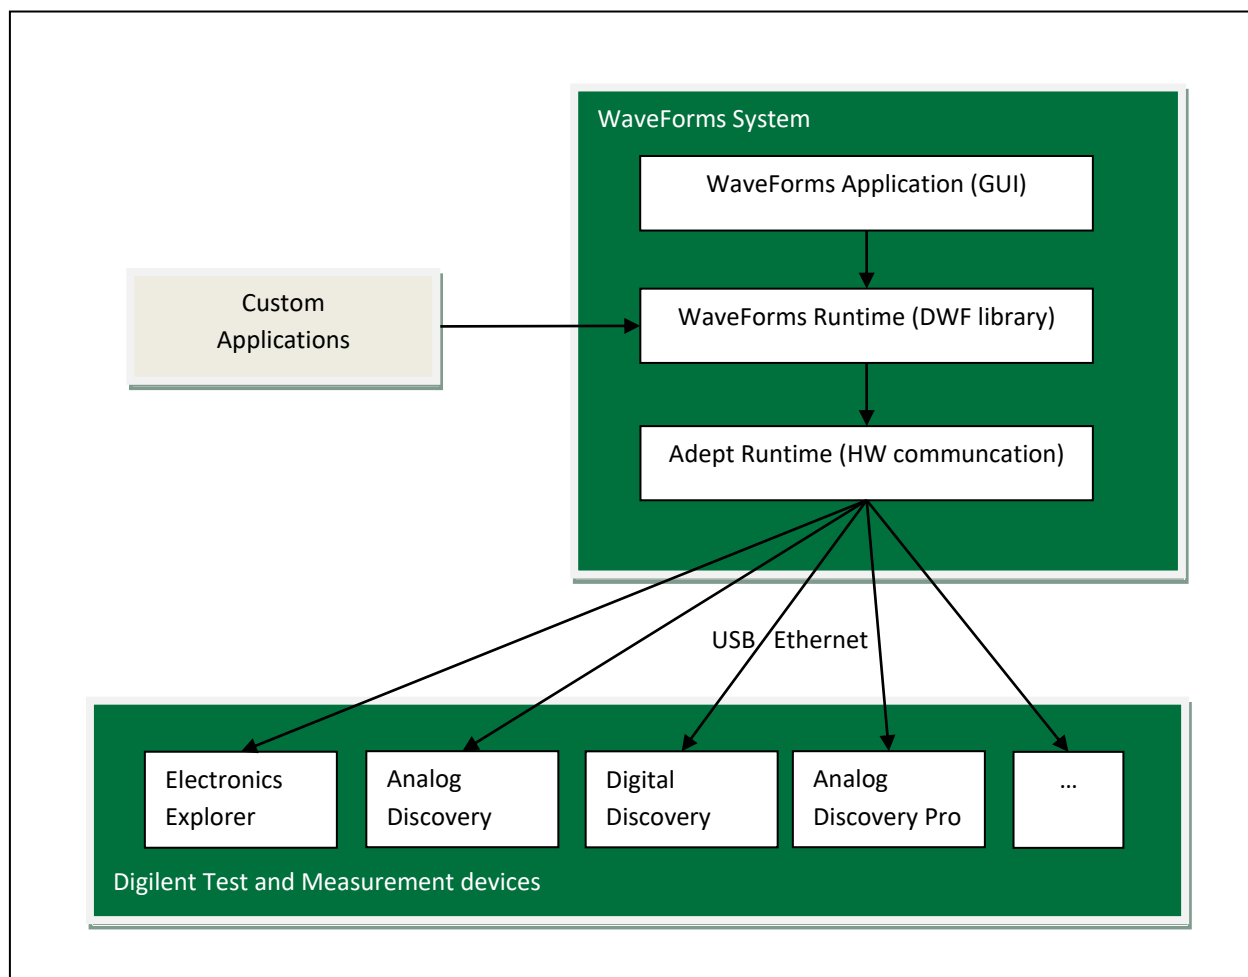 WaveForms System
WaveForms Application (GUI)
Custom
Applications
WaveForms Runtime (DWF library)
Adept Runtime (HW communcation)
USB / Ethernet
Electronics
Explorer
Analog
Discovery
Digital
Discovery
Analog
Discovery Pro
...
Digilent Test and Measurement devices